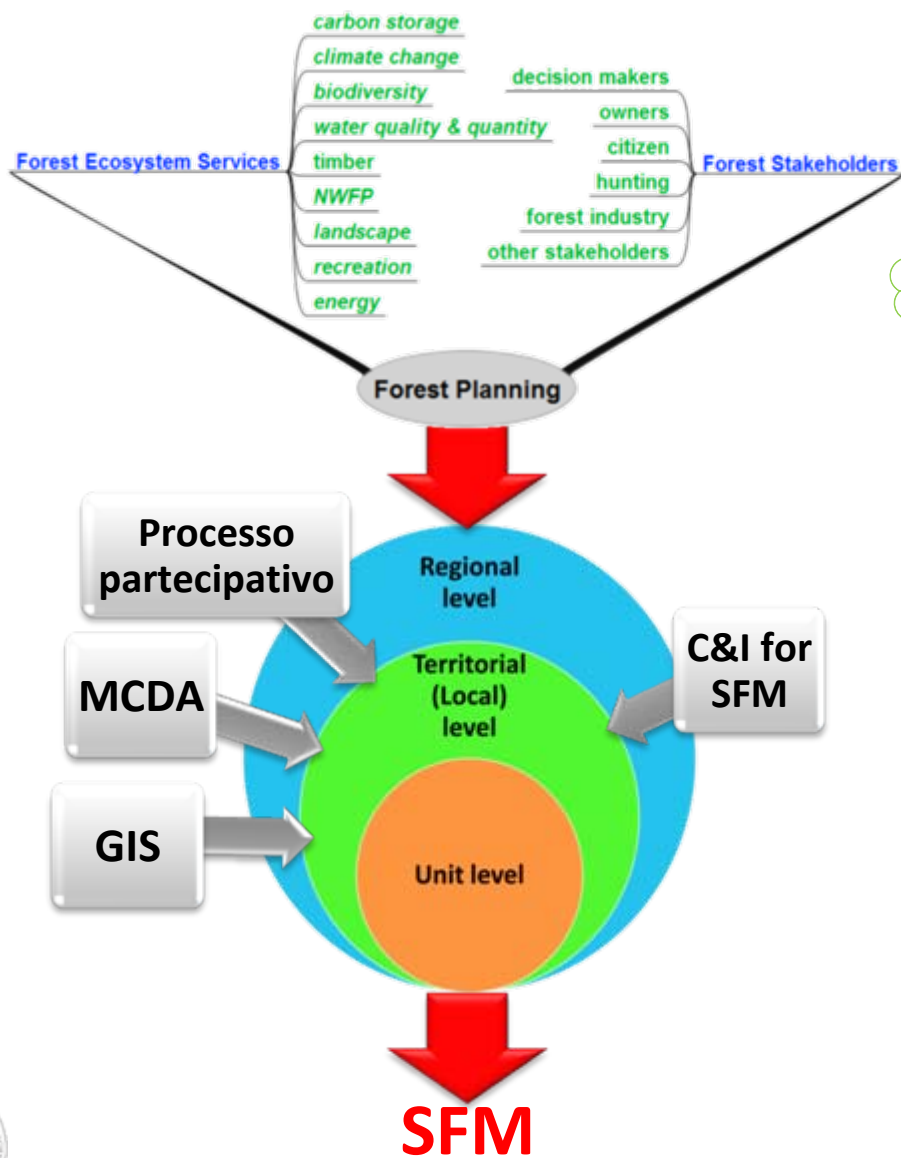 carbon storage
climate change
biodiversity
water quality & quantity
timber
NWFP
landscape
recreation
energy
Forest Ecosystem Services
decision makers
owners
citizen
hunting
forest industry
other stakeholders
Forest Stakeholders
Forest Planning
Processo
partecipativo
MCDA
GIS
Regional
level
Territorial
(Local)
level
Unit level
C&I for
SFM
SFM